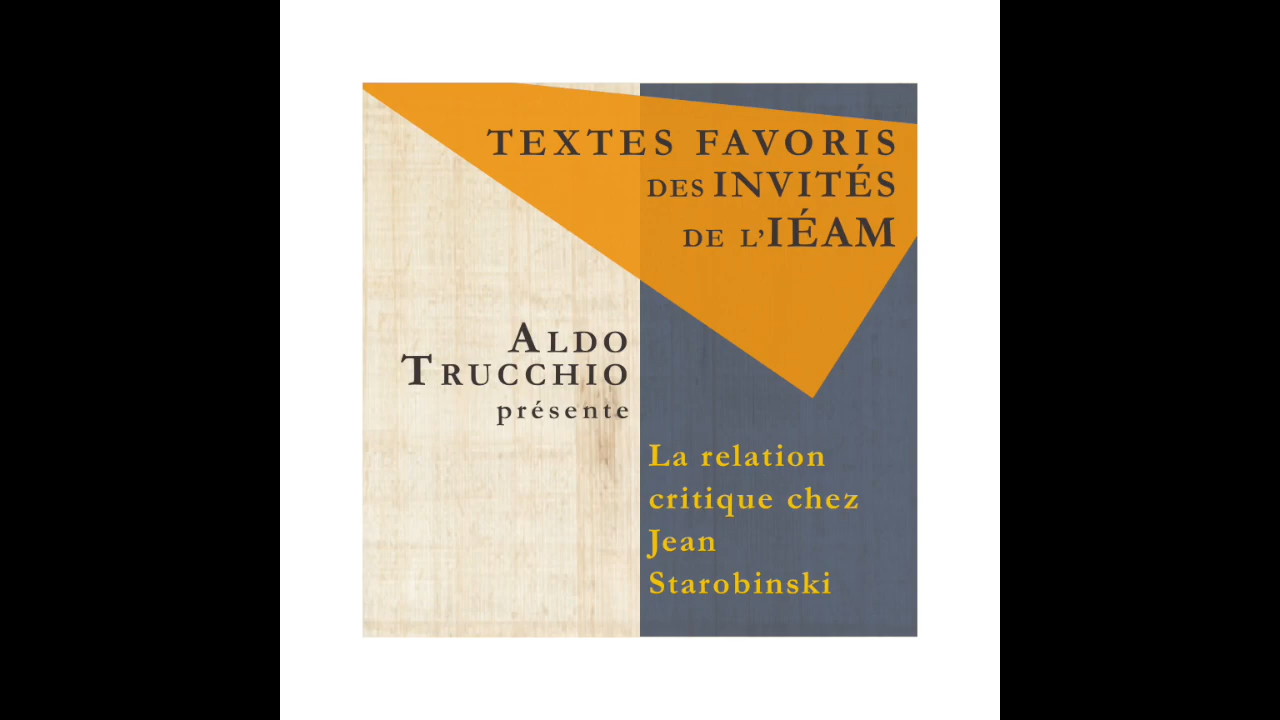 TEXTES FAVORIS
DES INVITÉS
DE L’IÉAM
ALDO
TRUCCHIO
présente
La relation
critique chez
Jean
Starobinski